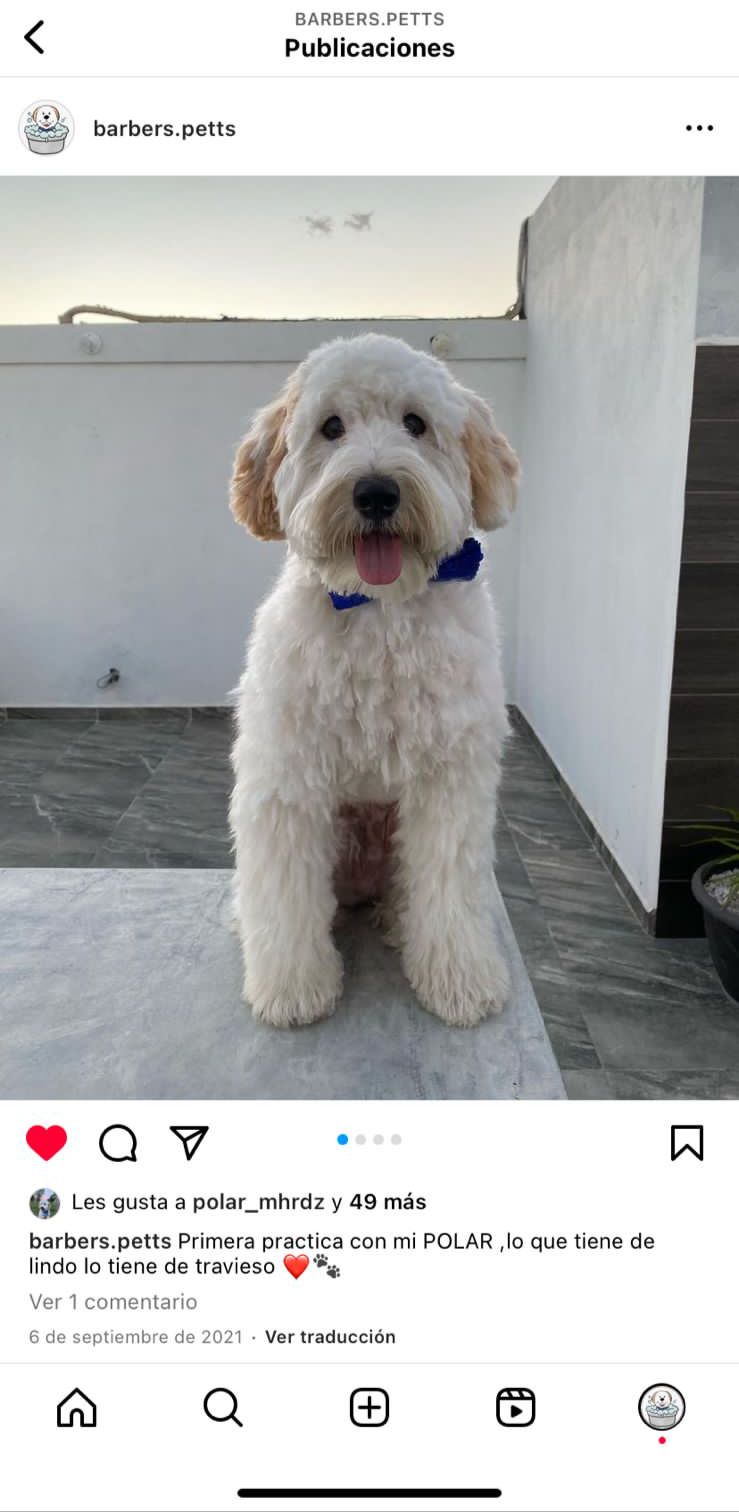 BARBERS.PETTS
Publicaciones
barbers.petts
Les gusta a polar_mhrdz y 49 más
barbers.petts Primera practica con mi POLAR ,lo que tiene de
lindo lo tiene de travieso ❤️🐾
Ver 1 comentario
6 de septiembre de 2021 · Ver traducción